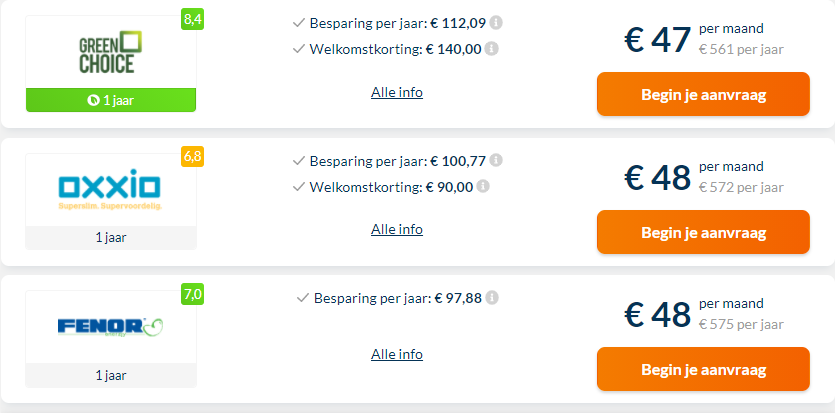 8,4
GREEN
CHOICE
1 jaar
Besparing per jaar: € 112,09
Welkomstkorting: € 140,00
Alle info
€ 47 per maand
€ 561 per jaar
Begin je aanvraag
6,8
oxxio
Superslim. Supervoordelig.
1 jaar
Besparing per jaar: € 100,77
Welkomstkorting: € 90,00
Alle info
€ 48 per maand
€ 572 per jaar
Begin je aanvraag
7,0
FENOR
energy
1 jaar
Besparing per jaar: € 97,88
Alle info
€ 48 per maand
€ 575 per jaar
Begin je aanvraag